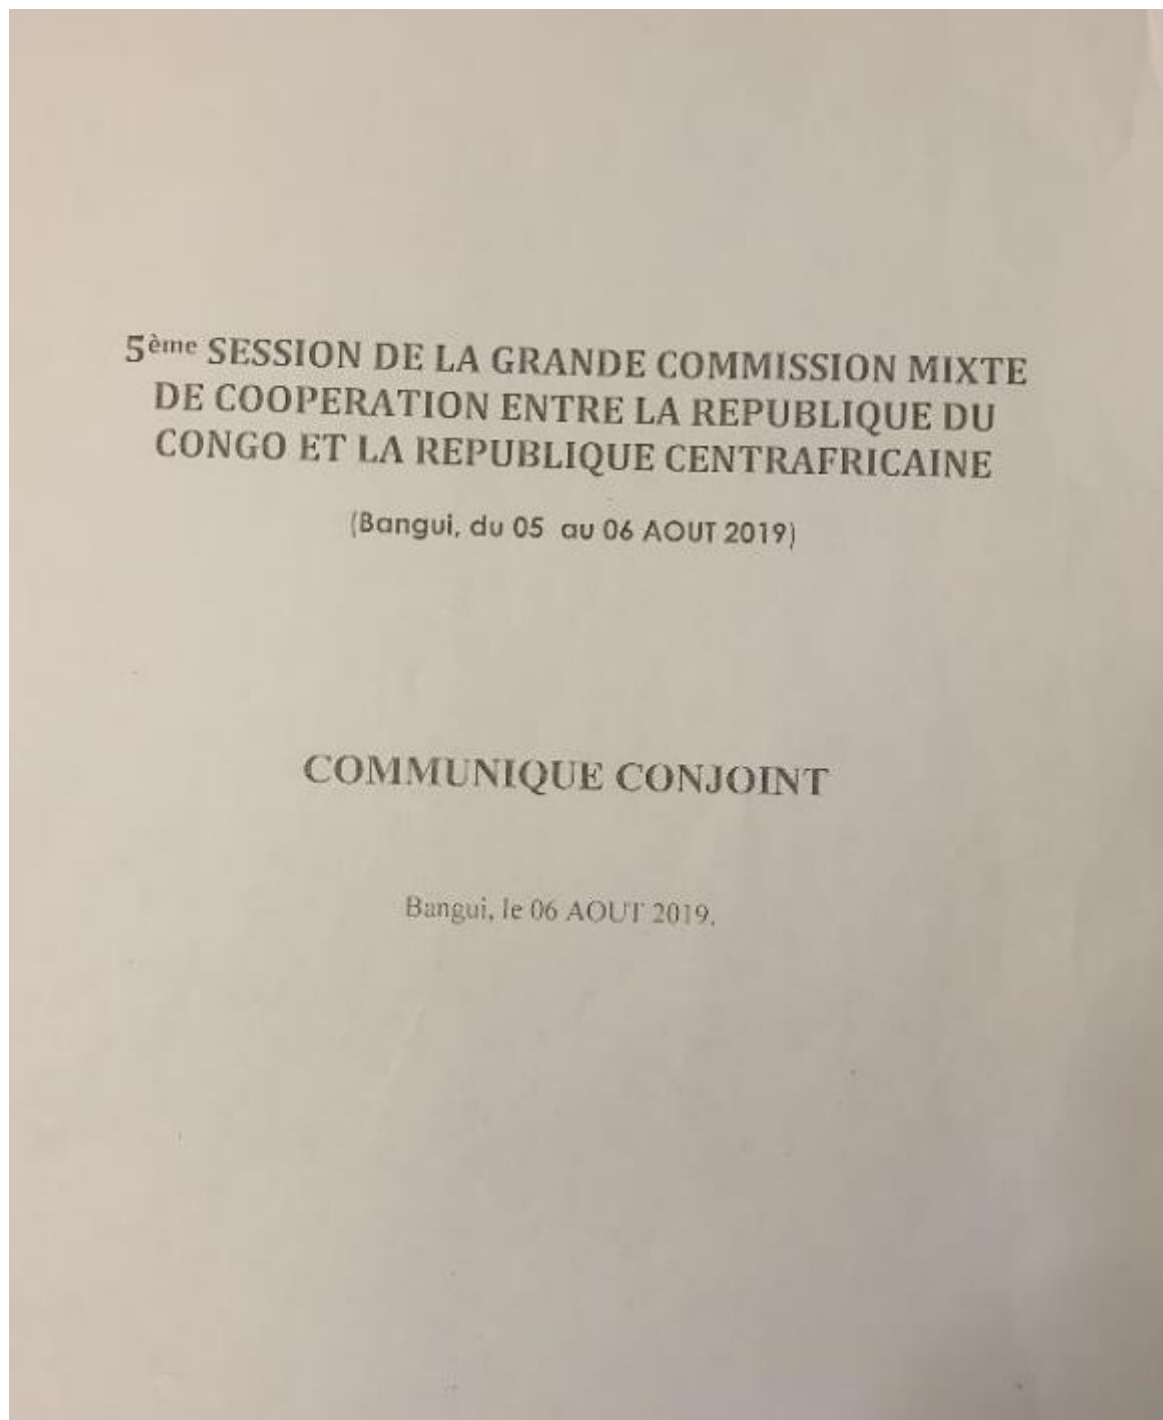 5ème SESSION DE LA GRANDE COMMISSION MIXTE
DE COOPERATION ENTRE LA REPUBLIQUE DU
CONGO ET LA REPUBLIQUE CENTRAFRICAINE
(Bangui, du 05 au 06 AOUT 2019)
COMMUNIQUE CONJOINT
Bangui, le 06 AOUT 2019.